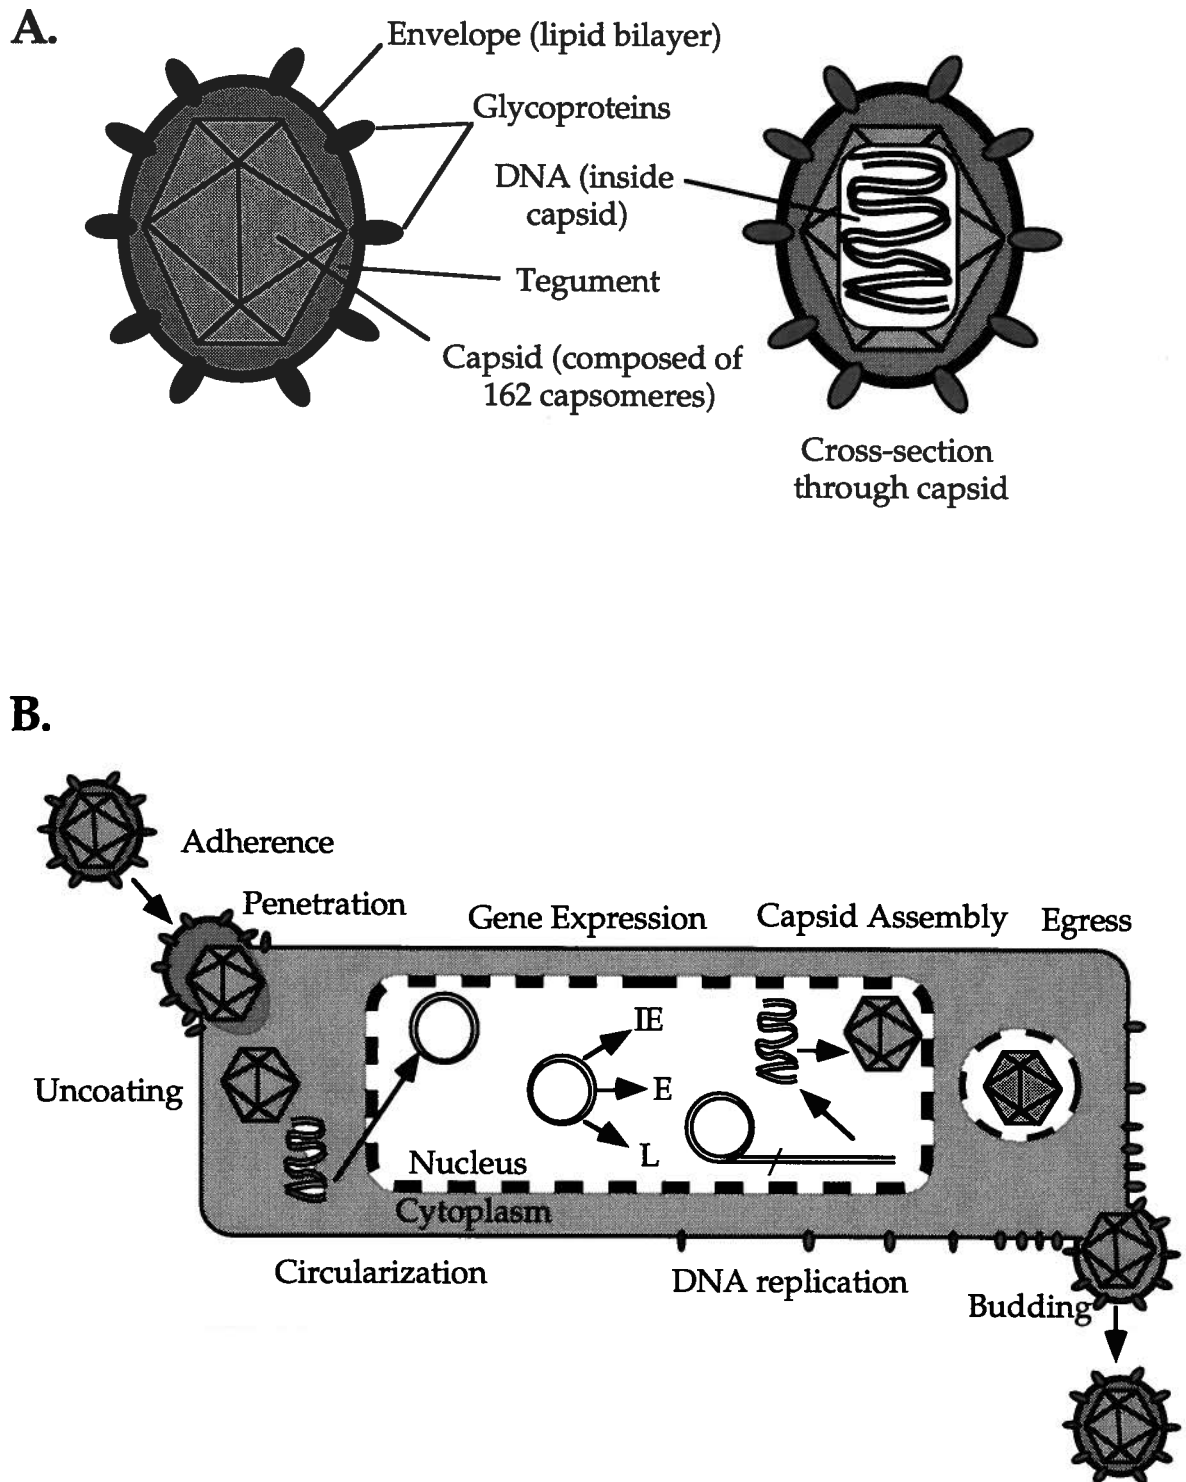 A.
Envelope (lipid bilayer)
Glycoproteins
DNA (inside
capsid)
Tegument
Capsid (composed of
162 capsomeres)
Cross-section
through capsid
B.
Adherence
Penetration
Gene Expression
Capsid Assembly
Egress
IE
E
L
Uncoating
Nucleus
Cytoplasm
Circularization
DNA replication
Budding